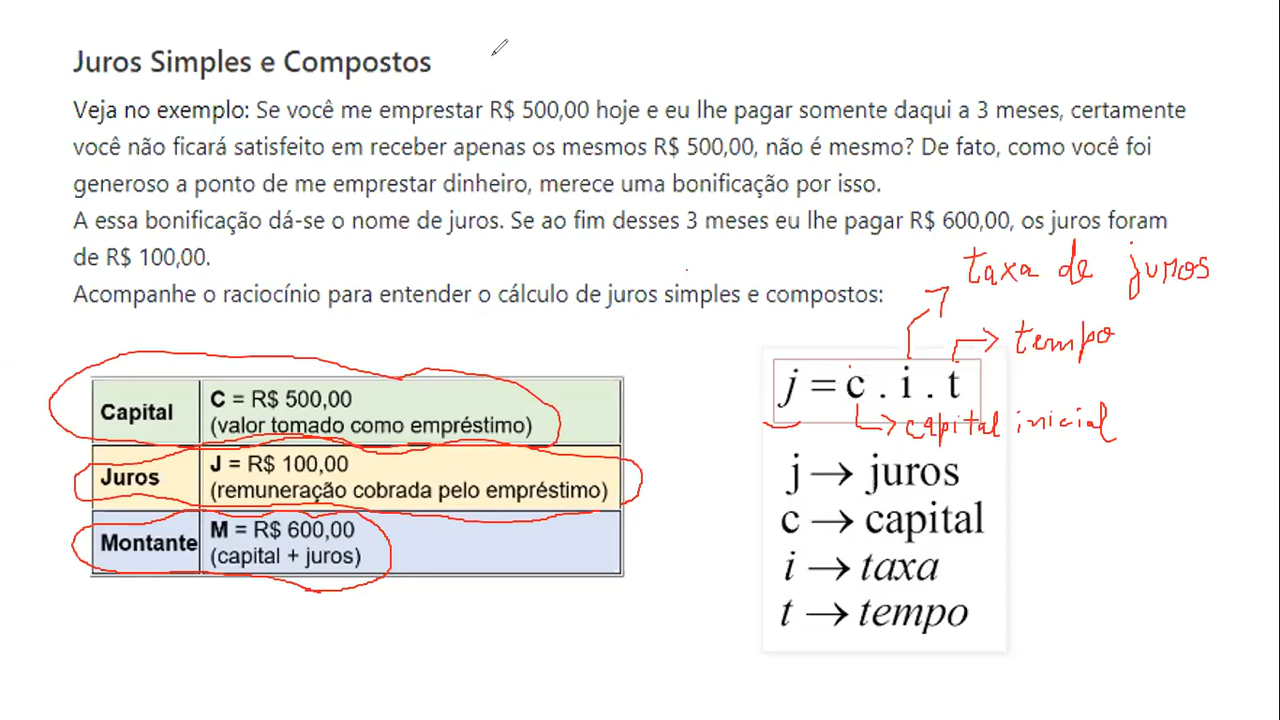 Juros Simples e Compostos
Veja no exemplo: Se você me emprestar R$ 500,00 hoje e eu lhe pagar somente daqui a 3 meses, certamente
você não ficará satisfeito em receber apenas os mesmos R$ 500,00, não é mesmo? De fato, como você foi
generoso a ponto de me emprestar dinheiro, merece uma bonificação por isso.
A essa bonificação dá-se o nome de juros. Se ao fim desses 3 meses eu lhe pagar R$ 600,00, os juros foram
de R$ 100,00.
Acompanhe o raciocínio para entender o cálculo de juros simples e compostos:
Capital
C = R$ 500,00
(valor tomado como empréstimo)
Juros
J = R$ 100,00
(remuneração cobrada pelo empréstimo)
Montante
M = R$ 600,00
(capital + juros)
taxa de juros
tempo
j = c . i . t
capital inicial
j → juros
c → capital
i → taxa
t → tempo